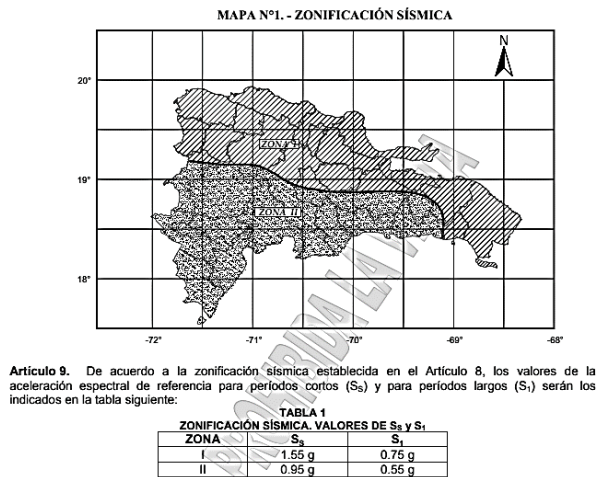 MAPA N°1. - ZONIFICACIÓN SÍSMICA
N
20°
ZONA I
19°
ZONA II
18°
-72° -71° -70° -69° -68°
PROHIBIDA LA VENTA
Artículo 9. De acuerdo a la zonificación sísmica establecida en el Artículo 8, los valores de la
aceleración espectral de referencia para períodos cortos (SS) y para períodos largos (S1) serán los
indicados en la tabla siguiente:
TABLA 1
ZONIFICACIÓN SÍSMICA. VALORES DE SS y S1
ZONA SS S1
I 1.55 g 0.75 g
II 0.95 g 0.55 g